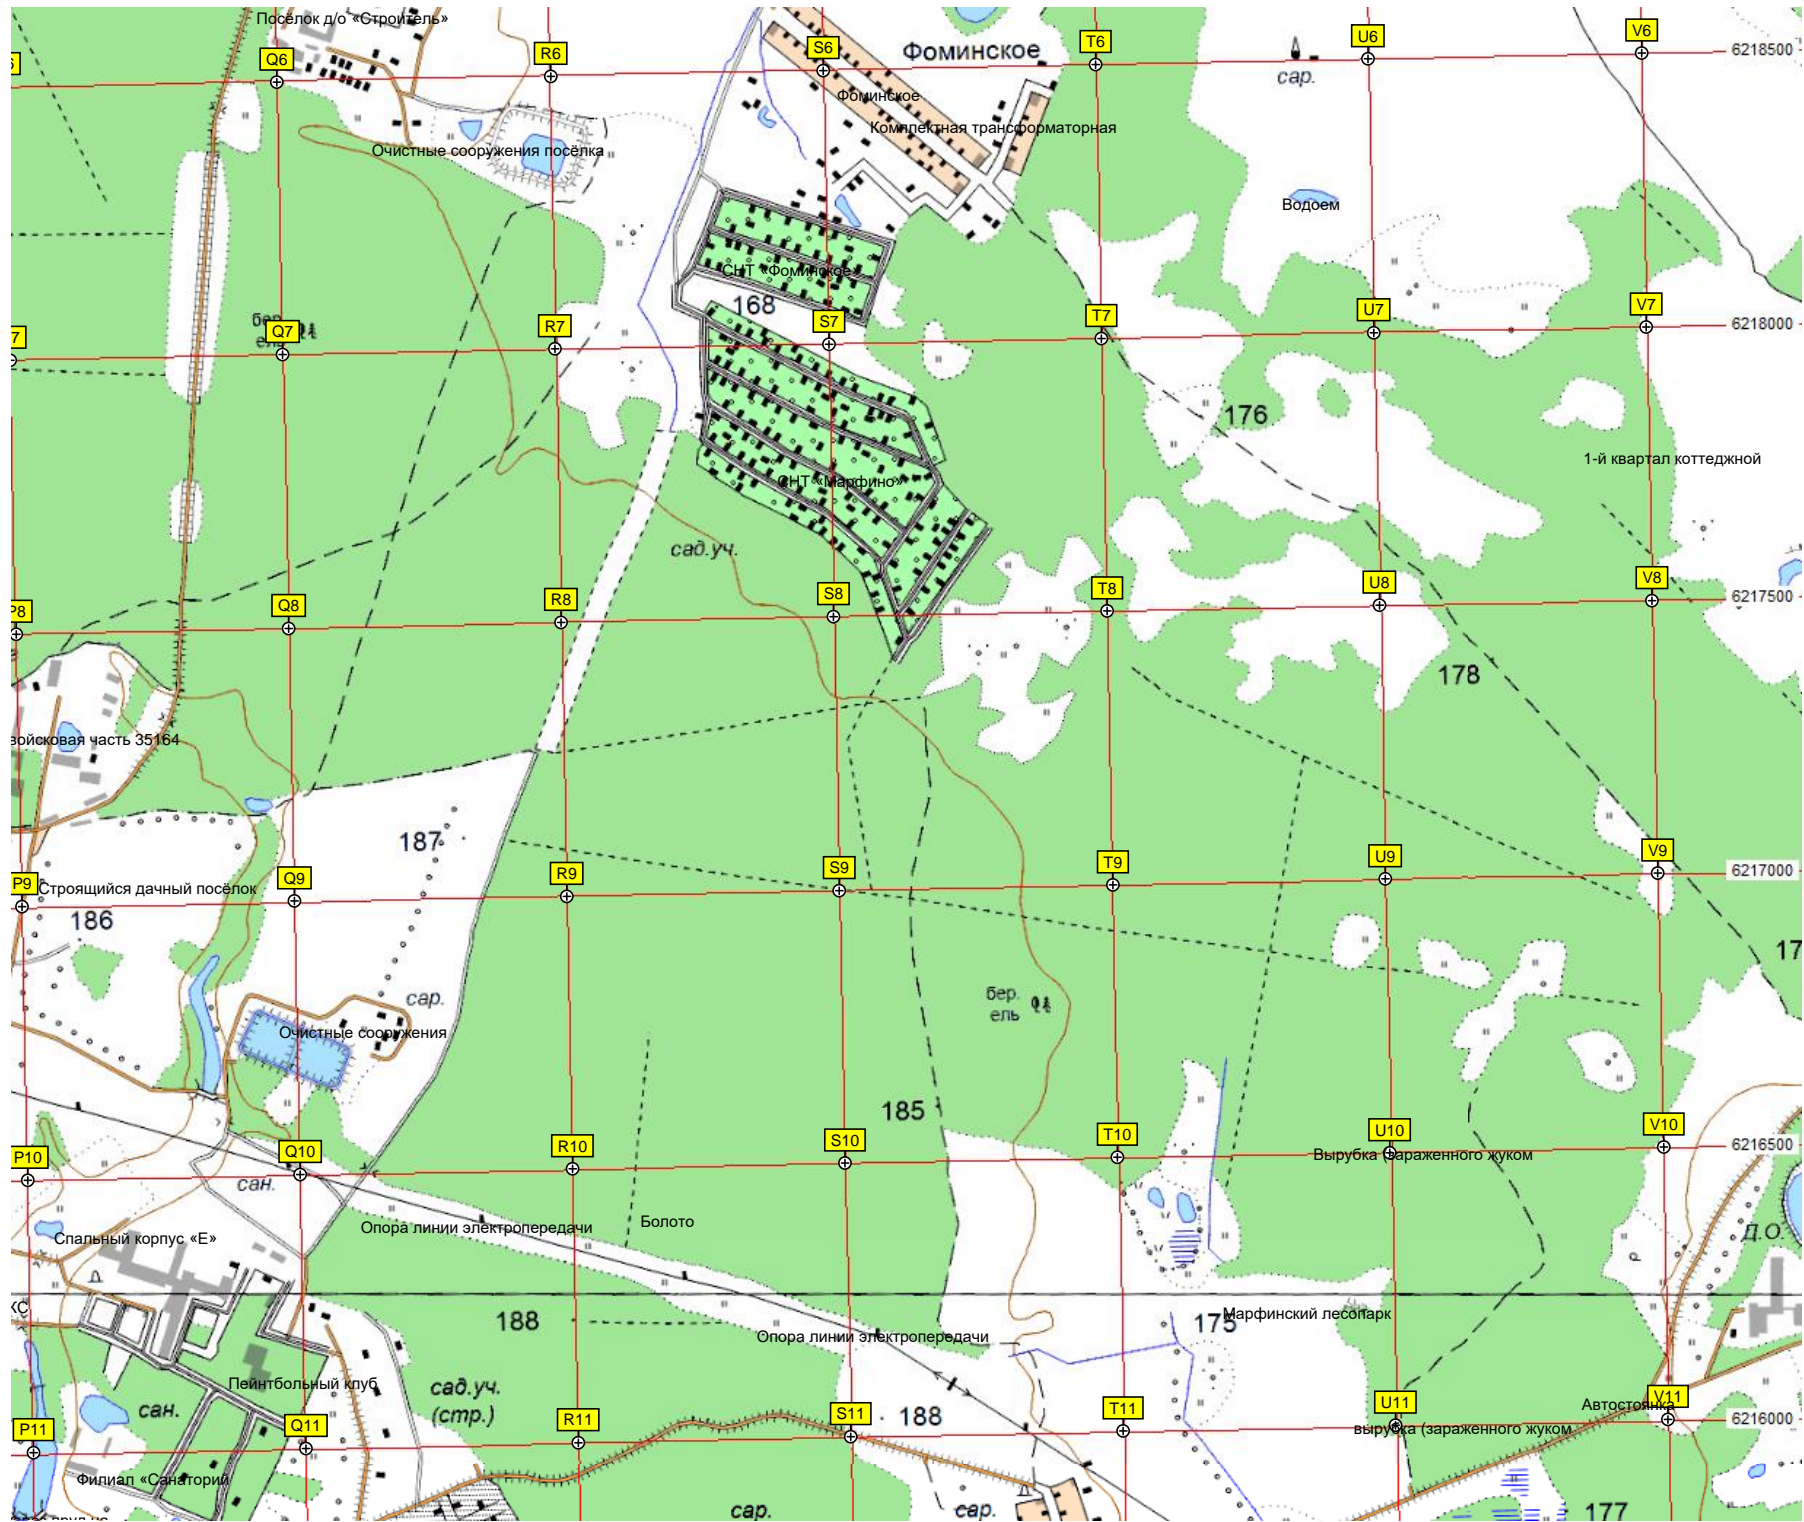 Посёлок д/о «Строитель»
Q6
R6
S6
T6
U6
V6
6218500
Фоминское
сар.
Фоминское
Комплектная трансформаторная
Очистные сооружения посёлка
Водоем
СНТ «Фоминское»
168
бер.
Q7
R7
S7
T7
U7
V7
6218000
176
1-й квартал коттеджной
СНТ «Марфино»
сад.уч.
P8
Q8
R8
S8
T8
U8
V8
6217500
178
войсковая часть 35164
187
P9
Q9
R9
S9
T9
U9
V9
6217000
Строящийся дачный посёлок
186
17
сар.
бер.
ель
Очистные сооружения
185
P10
Q10
R10
S10
T10
U10
V10
6216500
Вырубка (зараженного жуком
сан.
Опора линии электропередачи
Болото
Спальный корпус «Е»
Д.О.
КС
188
175
Марфинский лесопарк
Опора линии электропередачи
Пейнтбольный клуб
сад.уч.
(стр.)
сан.
P11
Q11
R11
S11
188
T11
U11
V11
6216000
Автостоянка
вырубка (зараженного жуком
Филиал «Санаторий
сар.
сар.
177